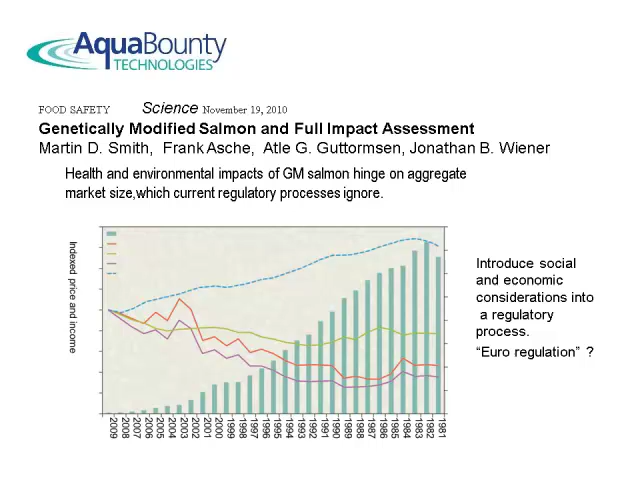 AquaBounty
TECHNOLOGIES
FOOD SAFETY Science November 19, 2010
Genetically Modified Salmon and Full Impact Assessment
Martin D. Smith, Frank Asche, Atle G. Guttormsen, Jonathan B. Wiener
Health and environmental impacts of GM salmon hinge on aggregate
market size,which current regulatory processes ignore.
Indexed price and income
2009 2008 2007 2006 2005 2004 2003 2002 2001 2000 1999 1998 1997 1996 1995 1994 1993 1992 1991 1990 1989 1988 1987 1986 1985 1984 1983 1982 1981
Introduce social
and economic
considerations into
a regulatory
process.
“Euro regulation” ?